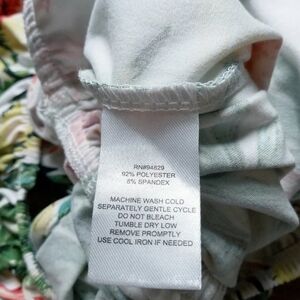 RN#94829
92% POLYESTER
8% SPANDEX
MACHINE WASH COLD
SEPARATELY GENTLE CYCLE
DO NOT BLEACH
TUMBLE DRY LOW
REMOVE PROMPTLY
USE COOL IRON IF NEEDED